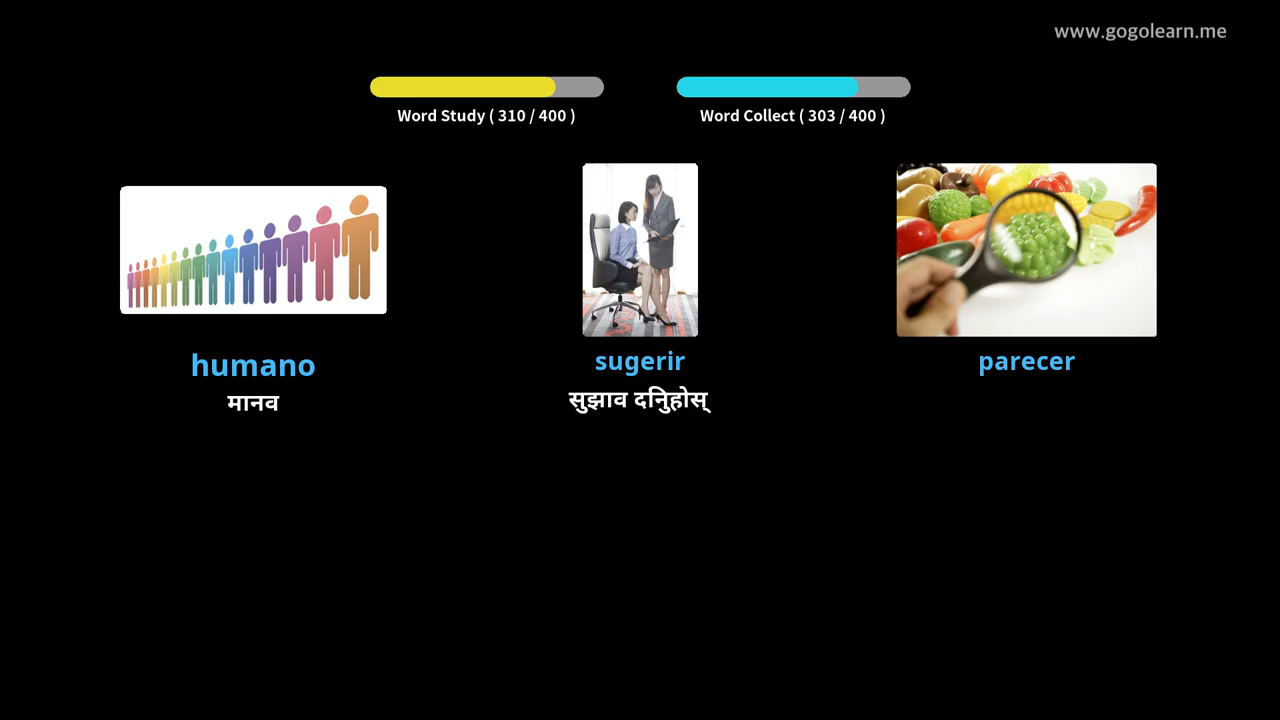 www.gogolearn.me
Word Study ( 310 / 400 )
Word Collect ( 303 / 400 )
humano
मानव
sugerir
सुझाव दिनुहोस्
parecer